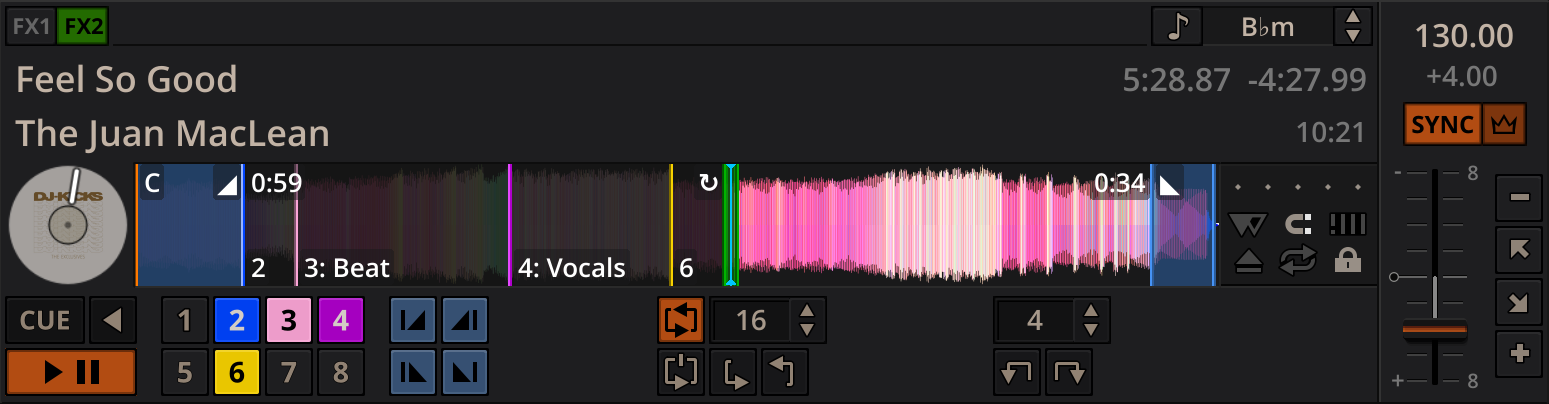 FX1 FX2 B♭m
130.00
+4.00
Feel So Good 5:28.87 -4:27.99
The Juan MacLean 10:21
SYNC
DJ-KICKS
C 0:59 0:34
2 3: Beat 4: Vocals 6
- 8
+ 8
CUE 1 2 3 4 16 4
5 6 7 8